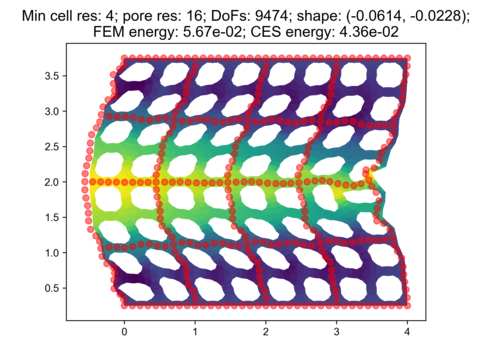 Min cell res: 4; pore res: 16; DoFs: 9474; shape: (-0.0614, -0.0228);
FEM energy: 5.67e-02; CES energy: 4.36e-02
3.5
3.0
2.5
2.0
1.5
1.0
0.5
0 1 2 3 4